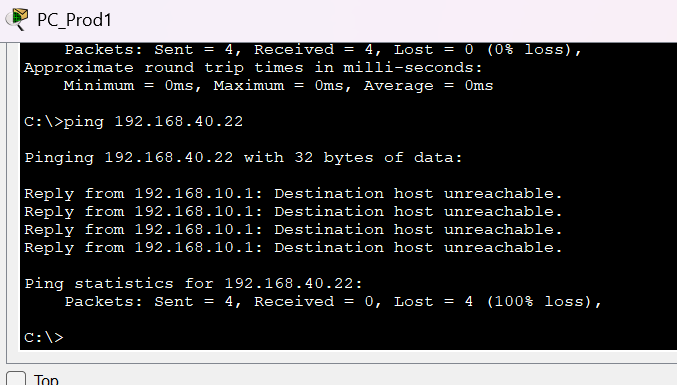 PC_Prod1
Packets: Sent = 4, Received = 4, Lost = 0 (0% loss),
Approximate round trip times in milli-seconds:
Minimum = 0ms, Maximum = 0ms, Average = 0ms
C:\>ping 192.168.40.22
Pinging 192.168.40.22 with 32 bytes of data:
Reply from 192.168.10.1: Destination host unreachable.
Reply from 192.168.10.1: Destination host unreachable.
Reply from 192.168.10.1: Destination host unreachable.
Reply from 192.168.10.1: Destination host unreachable.
Ping statistics for 192.168.40.22:
Packets: Sent = 4, Received = 0, Lost = 4 (100% loss),
C:\>
Top